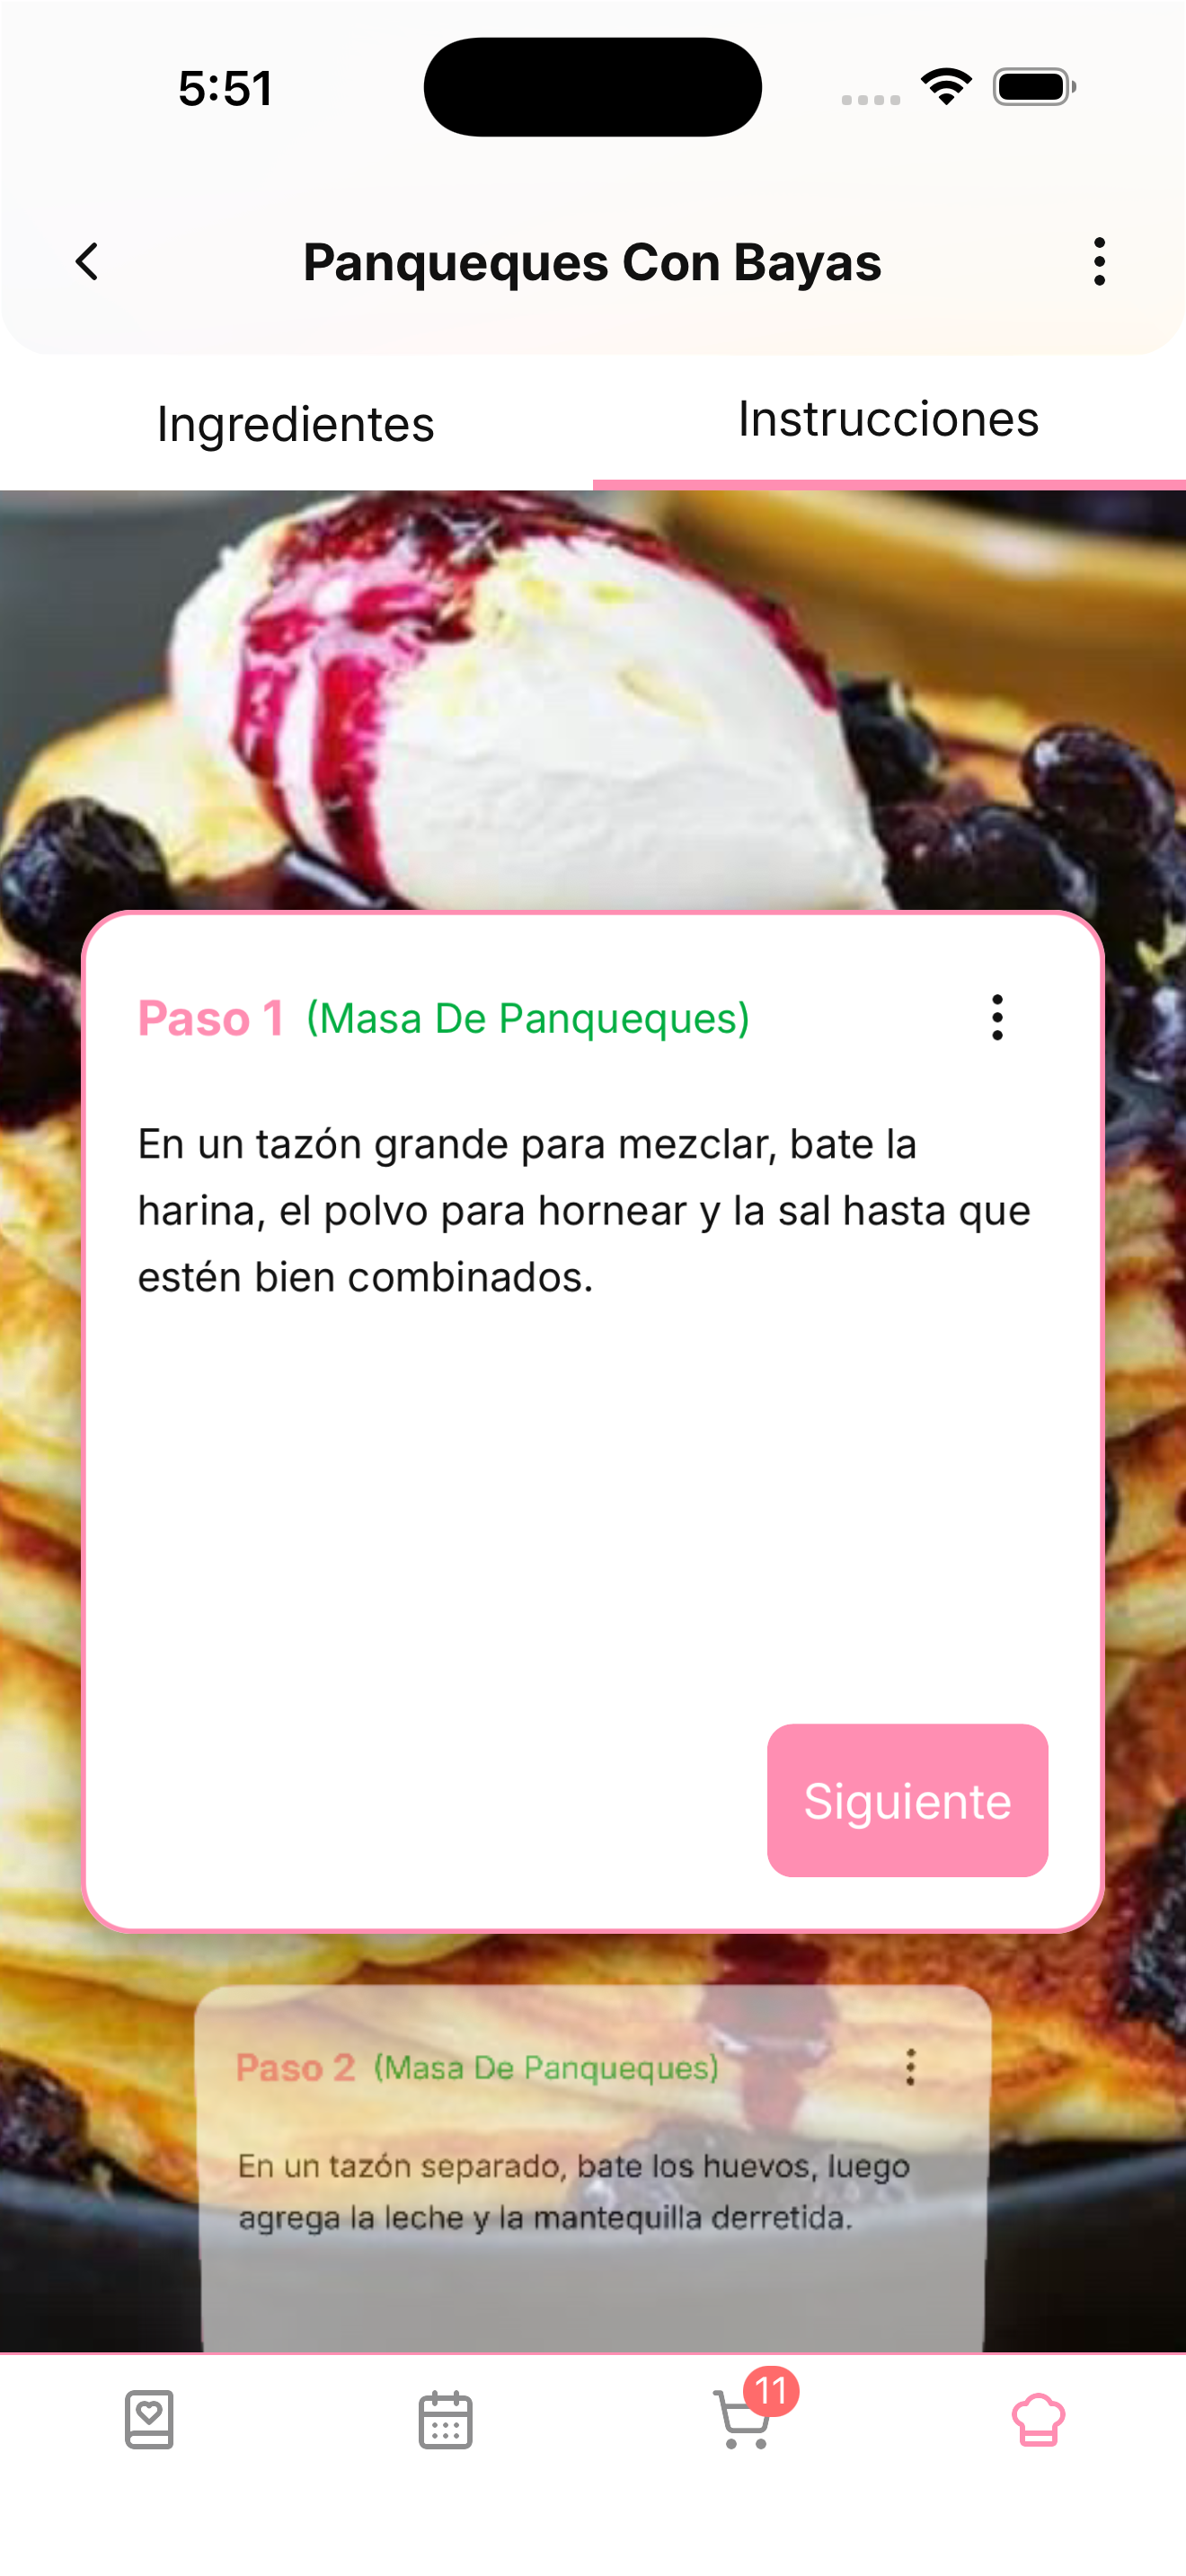 5:51
Panqueques Con Bayas
Ingredientes
Instrucciones
Paso 1 (Masa De Panqueques)
En un tazón grande para mezclar, bate la
harina, el polvo para hornear y la sal hasta que
estén bien combinados.
Siguiente
Paso 2 (Masa De Panqueques)
En un tazón separado, bate los huevos, luego
agrega la leche y la mantequilla derretida.
11